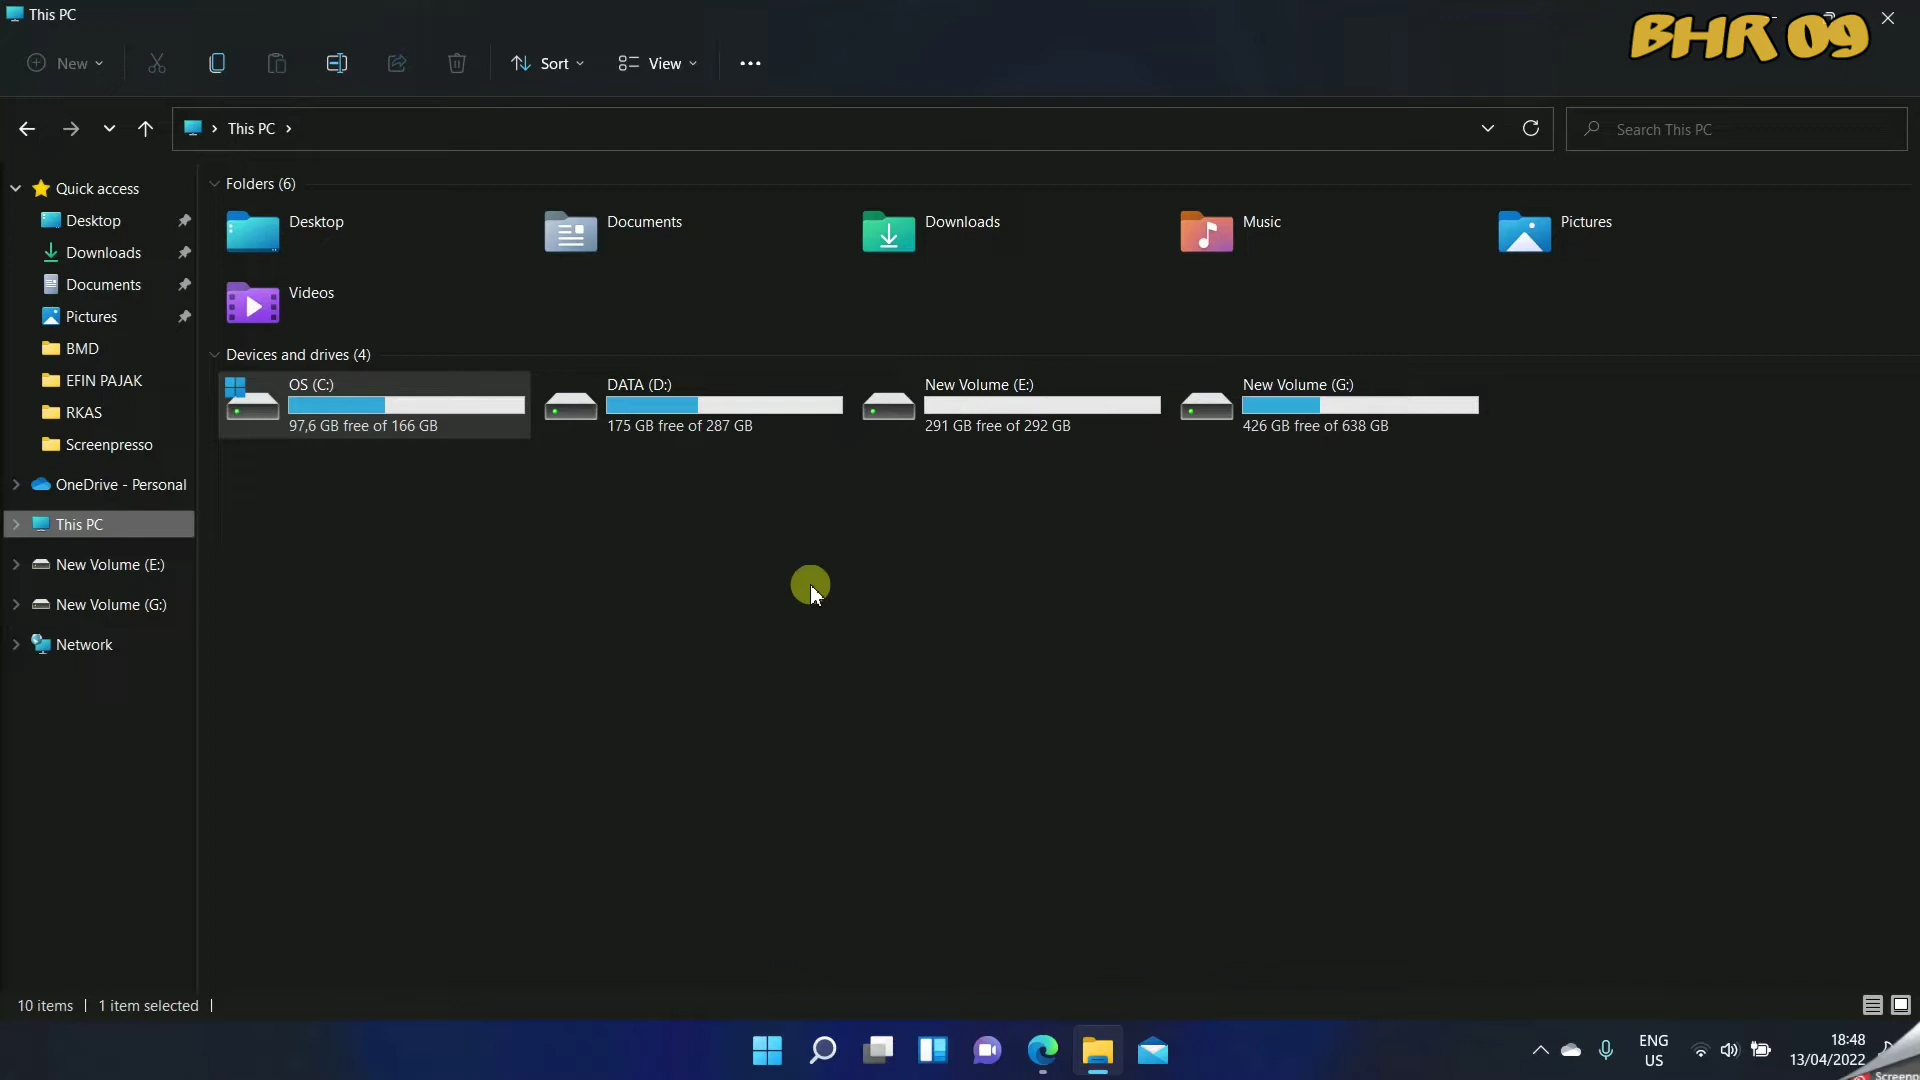 This PC
BHR 09
New
Sort
View
This PC
Search This PC
Quick access
Desktop
Downloads
Documents
Pictures
BMD
EFIN PAJAK
RKAS
Screenpresso
OneDrive - Personal
This PC
New Volume (E:)
New Volume (G:)
Network
Folders (6)
Desktop
Documents
Downloads
Music
Pictures
Videos
Devices and drives (4)
OS (C:)
97,6 GB free of 166 GB
DATA (D:)
175 GB free of 287 GB
New Volume (E:)
291 GB free of 292 GB
New Volume (G:)
426 GB free of 638 GB
10 items
1 item selected
ENG
US
18:48
13/04/2022